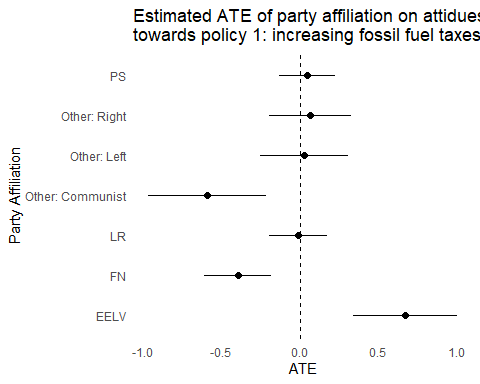 Estimated ATE of party affiliation on attidues
towards policy 1: increasing fossil fuel taxes
Party Affiliation
PS
Other: Right
Other: Left
Other: Communist
LR
FN
EELV
-1.0 -0.5 0.0 0.5 1.0
ATE